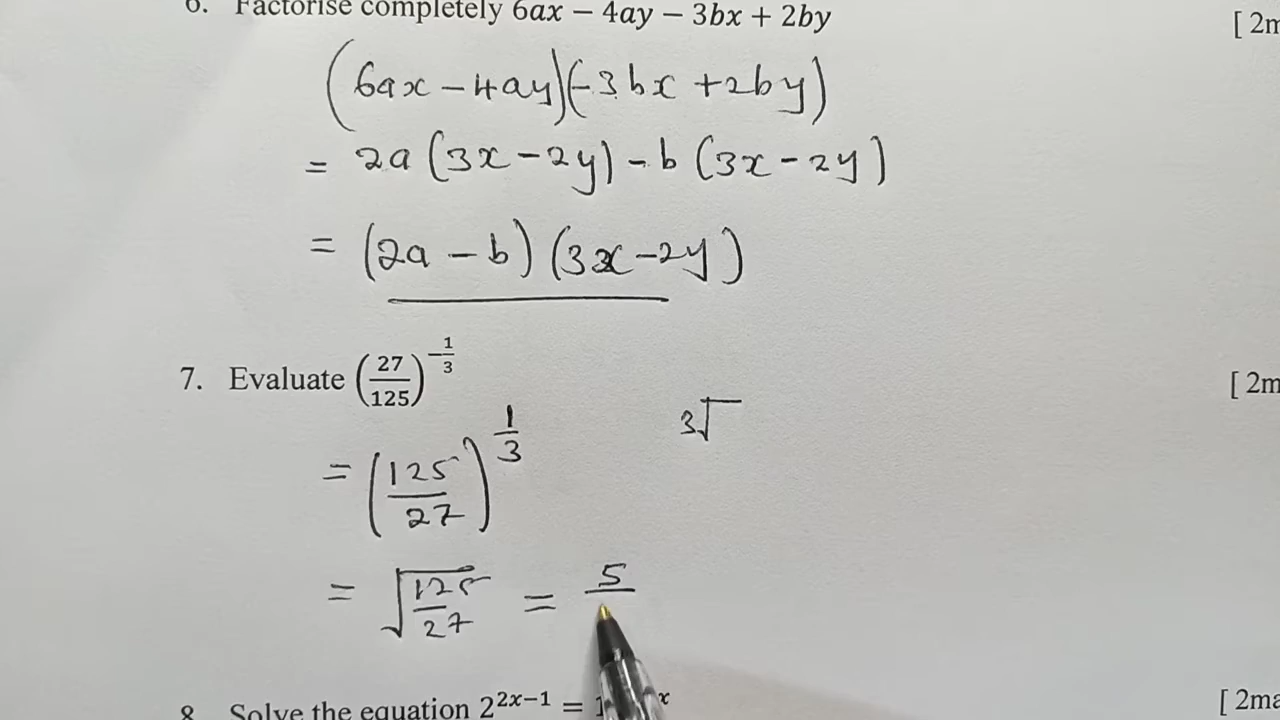 6. Factorise completely 6ax − 4ay − 3bx + 2by [ 2m
(6ax − 4ay)(−3bx + 2by)
= 2a (3x − 2y) − b (3x − 2y)
= (2a − b) (3x − 2y)
7. Evaluate (27/125)^−1/3 [ 2m
= (125/27)^1/3 3√
= √125/27 = 5
8. Solve the equation 2^2x−1 = x [ 2ma